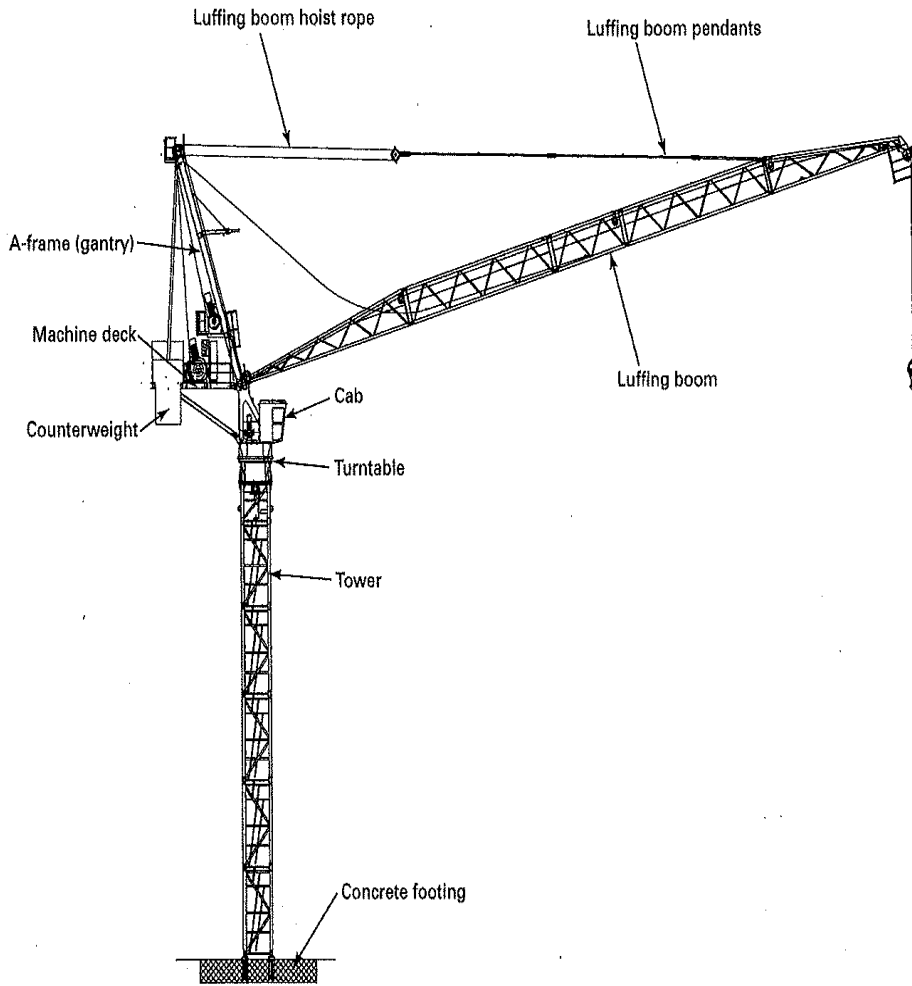 Luffing boom hoist rope
Luffing boom pendants
A-frame (gantry)
Machine deck
Luffing boom
Cab
Counterweight
Turntable
Tower
Concrete footing